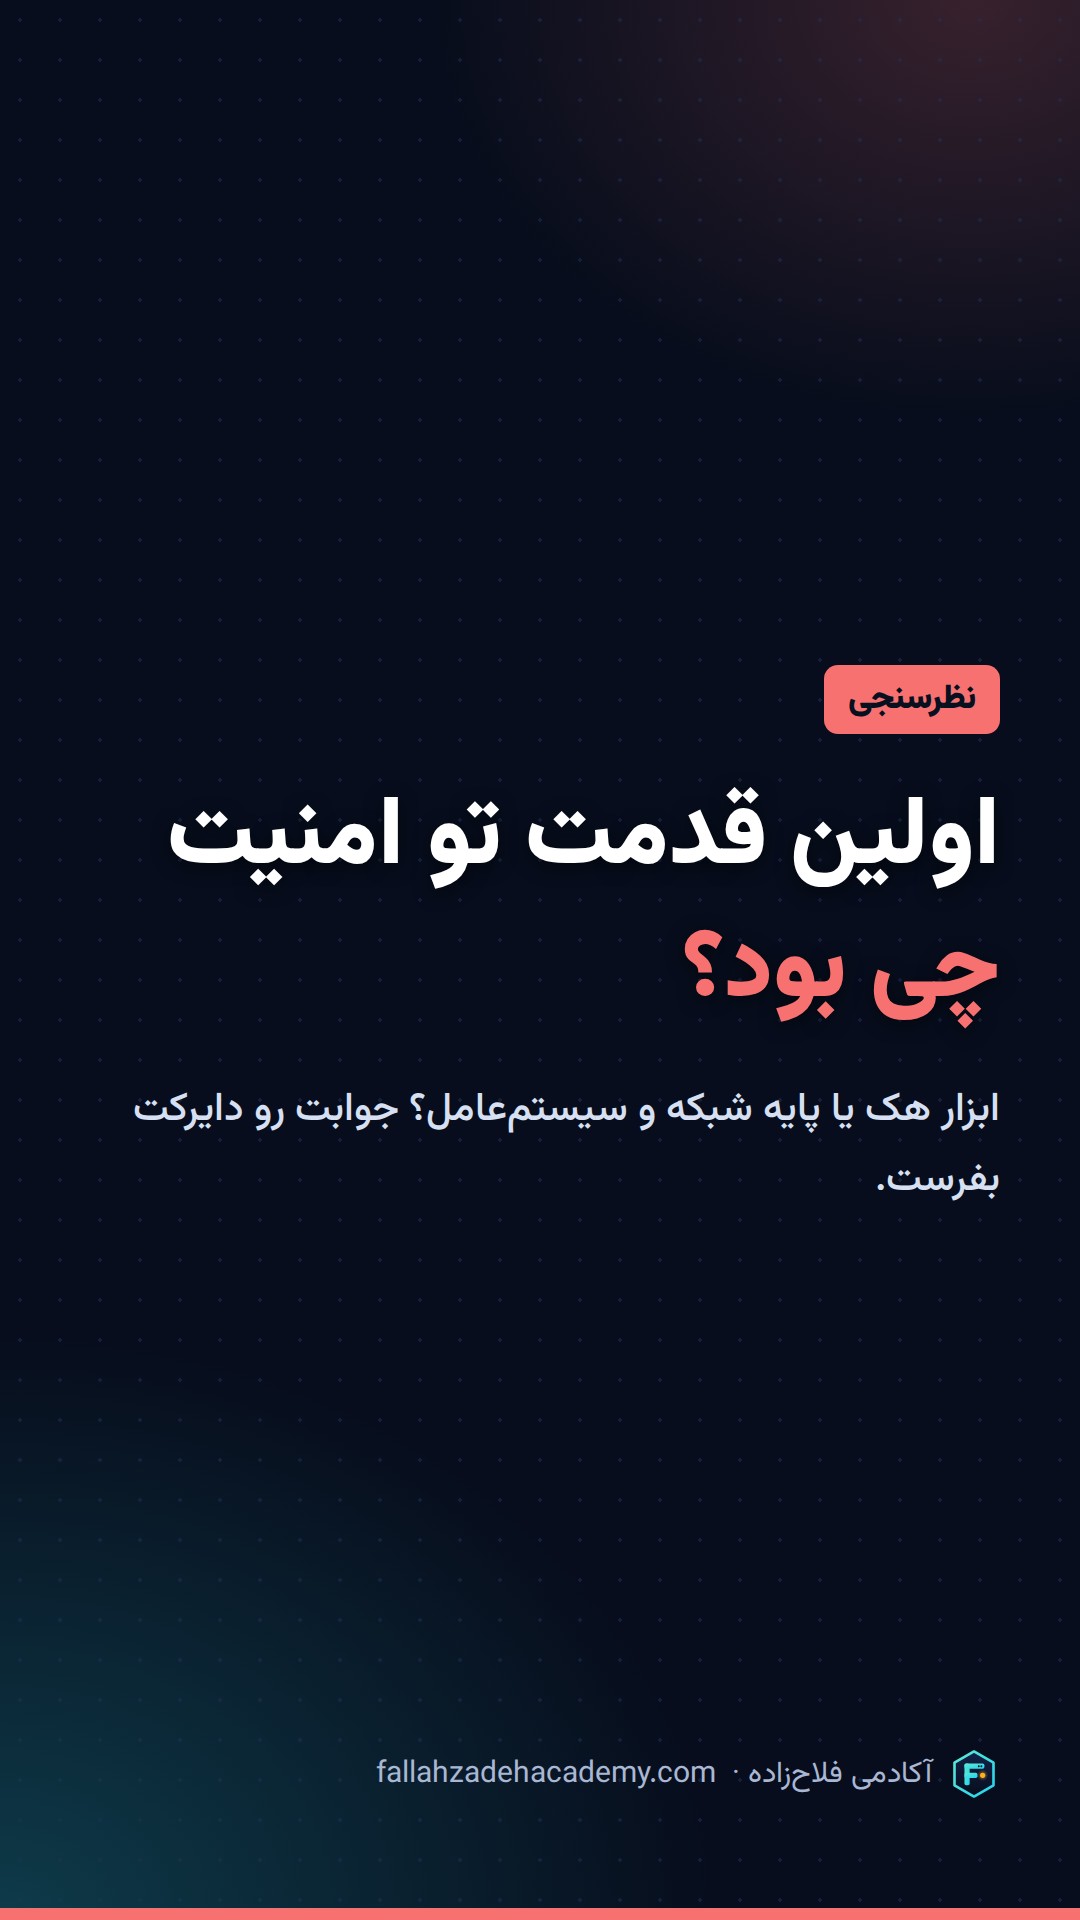 نظرسنجی
اولین قدمت تو امنیت
چی بود؟
ابزار هک یا پایه شبکه و سیستم‌عامل؟ جوابت رو دایرکت
بفرست.
آکادمی فلاح‌زاده · fallahzadehacademy.com